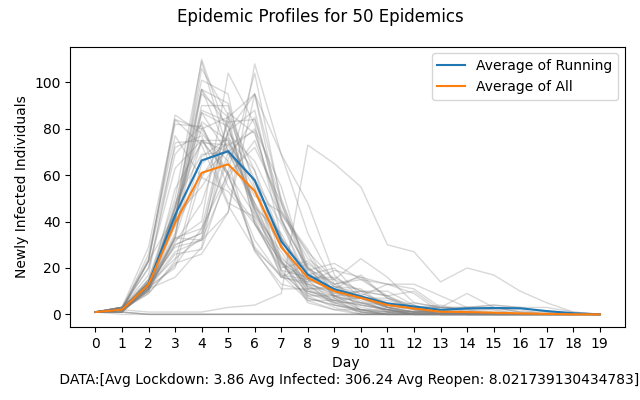 Epidemic Profiles for 50 Epidemics
Average of Running
Average of All
Newly Infected Individuals
100
80
60
40
20
0
0 1 2 3 4 5 6 7 8 9 10 11 12 13 14 15 16 17 18 19
Day
DATA:[Avg Lockdown: 3.86 Avg Infected: 306.24 Avg Reopen: 8.021739130434783]